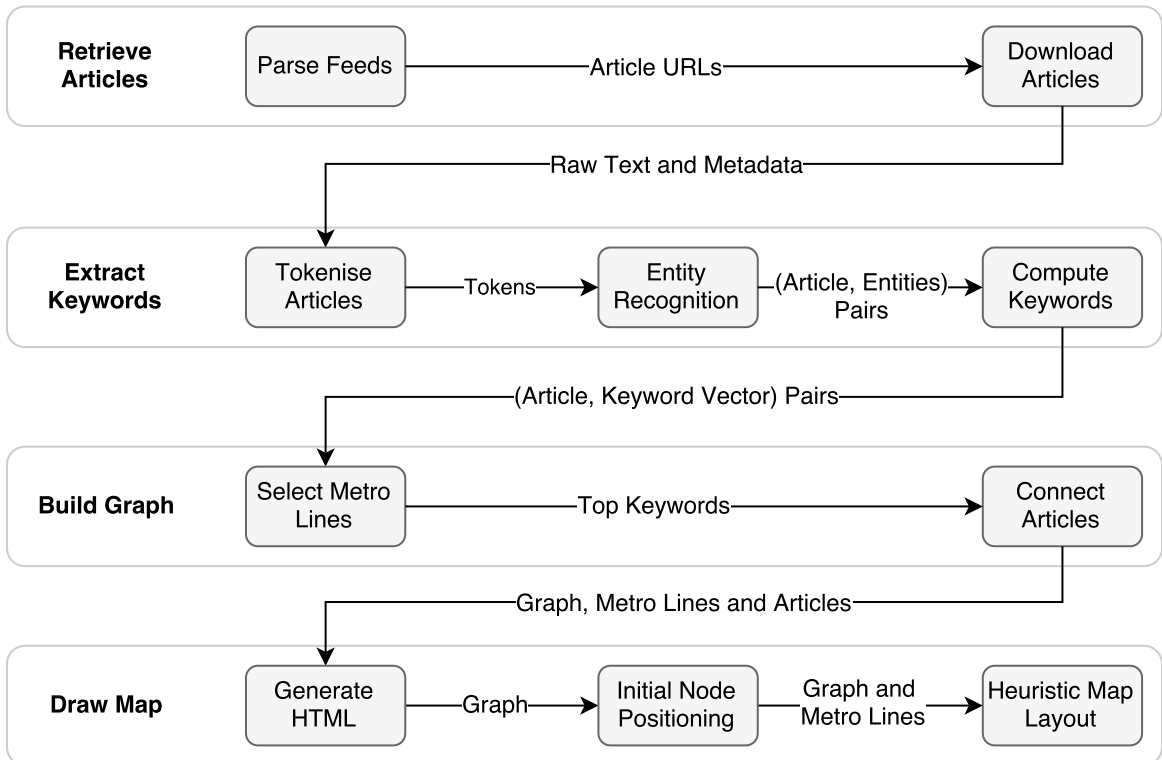 Retrieve
Articles
Parse Feeds
Article URLs
Download
Articles
Raw Text and Metadata
Extract
Keywords
Tokenise
Articles
Tokens
Entity
Recognition
(Article, Entities)
Pairs
Compute
Keywords
(Article, Keyword Vector) Pairs
Build Graph
Select Metro
Lines
Top Keywords
Connect
Articles
Graph, Metro Lines and Articles
Draw Map
Generate
HTML
Graph
Initial Node
Positioning
Graph and
Metro Lines
Heuristic Map
Layout